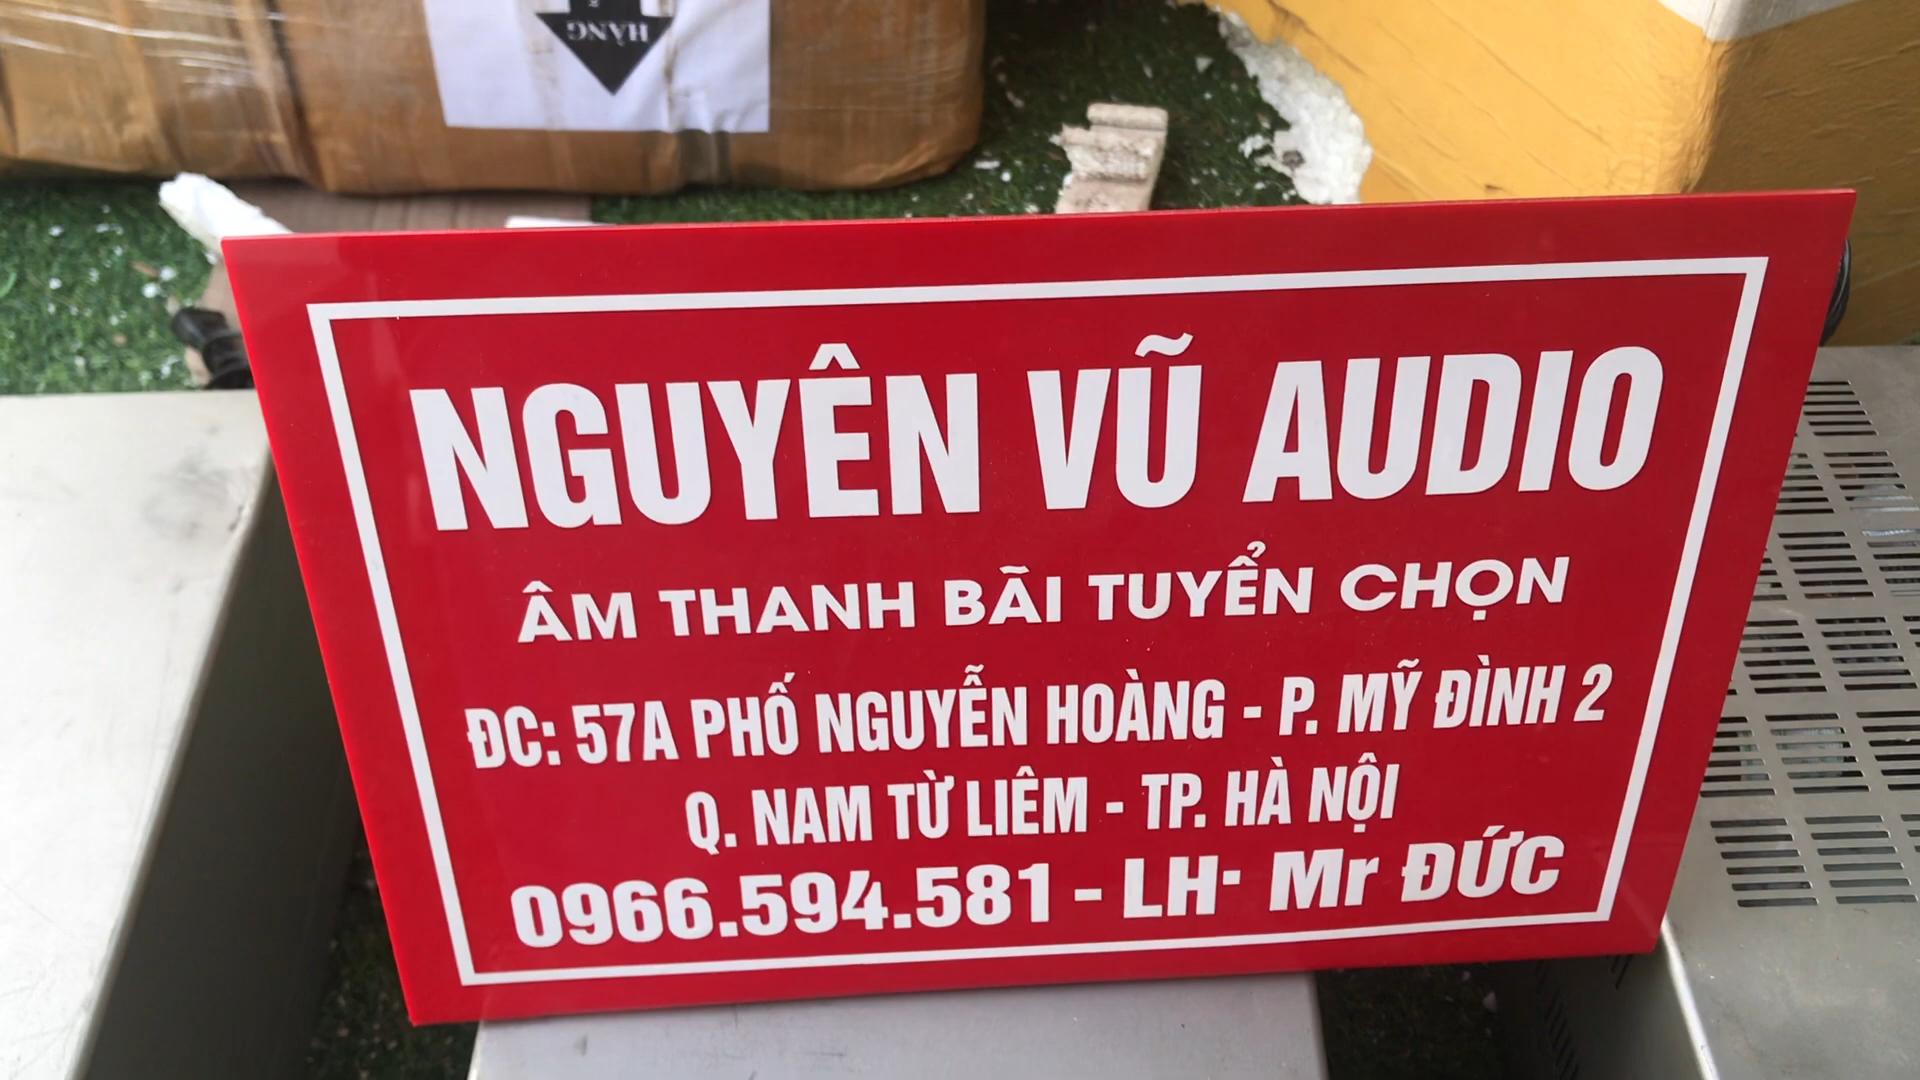 HÀNG
NGUYÊN VŨ AUDIO
ÂM THANH BÃI TUYỂN CHỌN
ĐC: 57A PHỐ NGUYỄN HOÀNG - P. MỸ ĐÌNH 2
Q. NAM TỪ LIÊM - TP. HÀ NỘI
0966.594.581 - LH· Mr ĐỨC